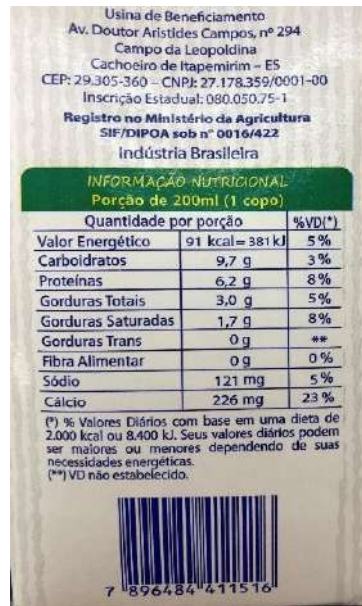 Usina de Beneficiamento
Av. Doutor Aristides Campos, nº 294
Campo da Leopoldina
Cachoeiro de Itapemirim – ES
CEP: 29.305-360 – CNPJ: 27.178.359/0001-00
Inscrição Estadual: 080.050.75-1
Registro no Ministério da Agricultura
SIF/DIPOA sob nº 0016/422
Indústria Brasileira
INFORMAÇÃO NUTRICIONAL
Porção de 200ml (1 copo)
Quantidade por porção %VD(*)
Valor Energético 91 kcal= 381 kJ 5 %
Carboidratos 9,7 g 3 %
Proteínas 6,2 g 8%
Gorduras Totais 3,0 g 5%
Gorduras Saturadas 1,7 g 8%
Gorduras Trans 0 g **
Fibra Alimentar 0 g 0 %
Sódio 121 mg 5 %
Cálcio 226 mg 23 %
(*) % Valores Diários com base em uma dieta de
2.000 kcal ou 8.400 kJ. Seus valores diários podem
ser maiores ou menores dependendo de suas
necessidades energéticas.
(**) VD não estabelecido.
7 896484 411516